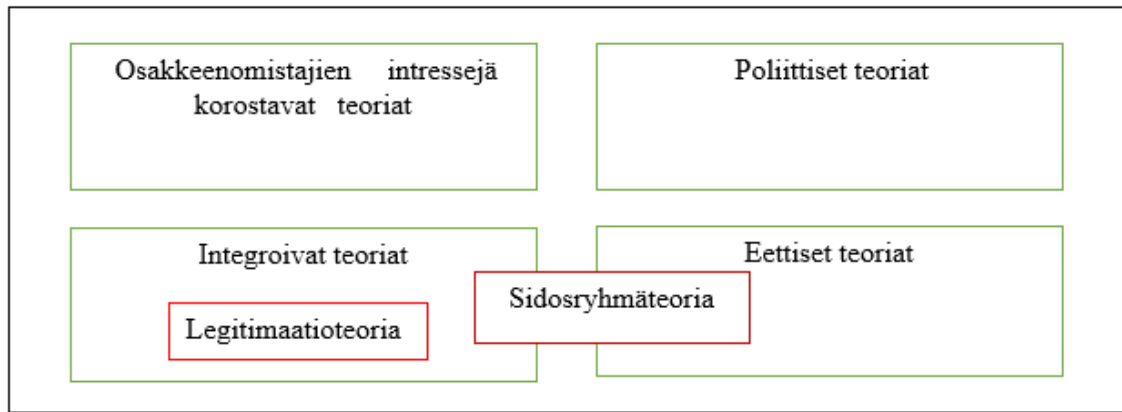 Osakkeenomistajien intressejä
korostavat teoriat
Poliittiset teoriat
Integroivat teoriat
Eettiset teoriat
Sidosryhmäteoria
Legitimaatioteoria